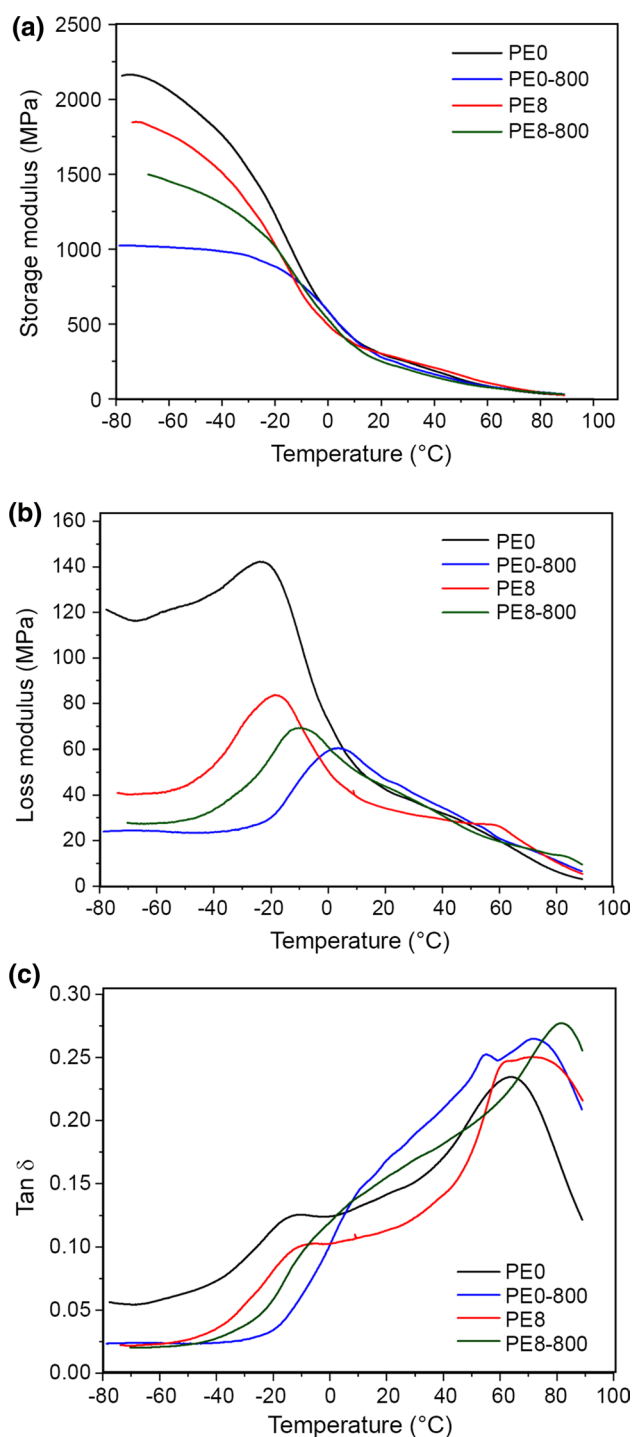 (a)
2500
2000
1500
1000
500
0
Storage modulus (MPa)
PE0
PE0-800
PE8
PE8-800
-80 -60 -40 -20 0 20 40 60 80 100
Temperature (°C)
(b)
160
140
120
100
80
60
40
20
0
Loss modulus (MPa)
PE0
PE0-800
PE8
PE8-800
-80 -60 -40 -20 0 20 40 60 80 100
Temperature (°C)
(c)
0.30
0.25
0.20
0.15
0.10
0.05
0.00
Tan δ
PE0
PE0-800
PE8
PE8-800
-80 -60 -40 -20 0 20 40 60 80 100
Temperature (°C)